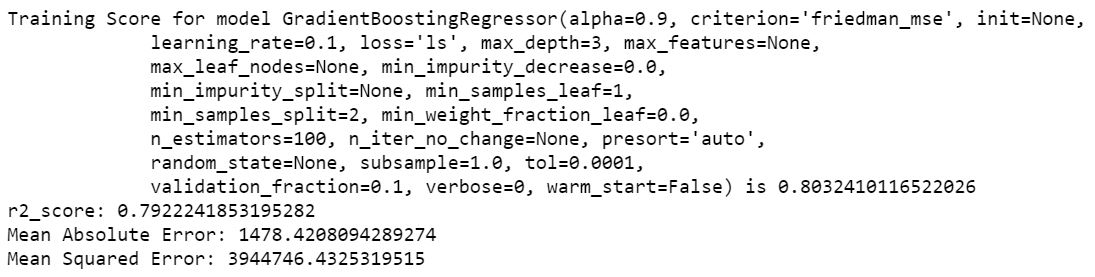 Training Score for model GradientBoostingRegressor(alpha=0.9, criterion='friedman_mse', init=None,
learning_rate=0.1, loss='ls', max_depth=3, max_features=None,
max_leaf_nodes=None, min_impurity_decrease=0.0,
min_impurity_split=None, min_samples_leaf=1,
min_samples_split=2, min_weight_fraction_leaf=0.0,
n_estimators=100, n_iter_no_change=None, presort='auto',
random_state=None, subsample=1.0, tol=0.0001,
validation_fraction=0.1, verbose=0, warm_start=False) is 0.8032410116522026
r2_score: 0.7922241853195282
Mean Absolute Error: 1478.4208094289274
Mean Squared Error: 3944746.4325319515